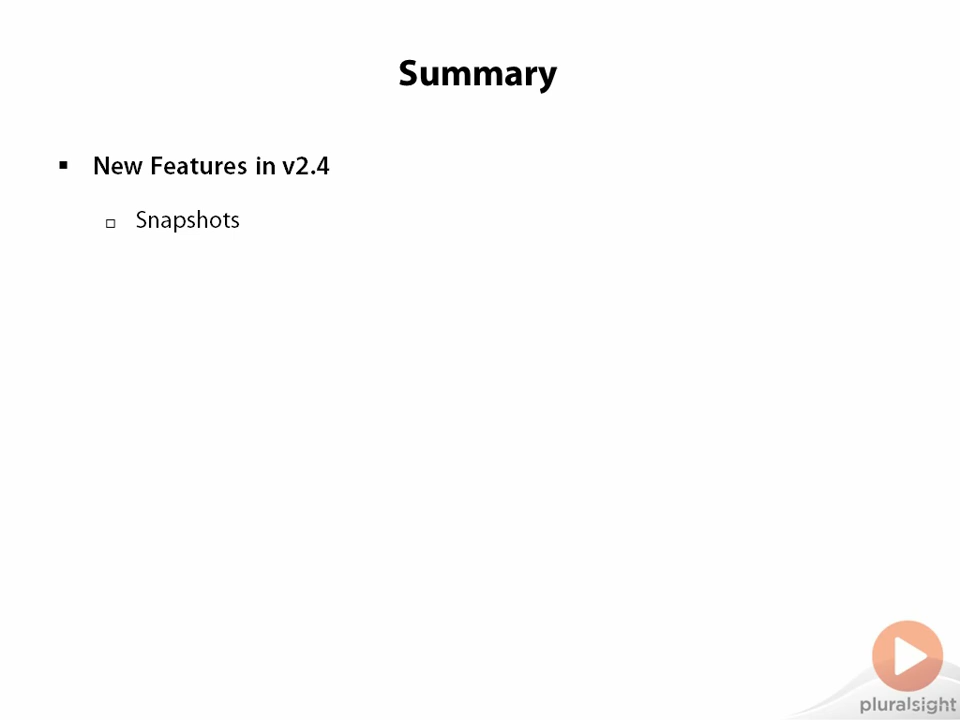 Summary
▪ New Features in v2.4
▫ Snapshots
pluralsight